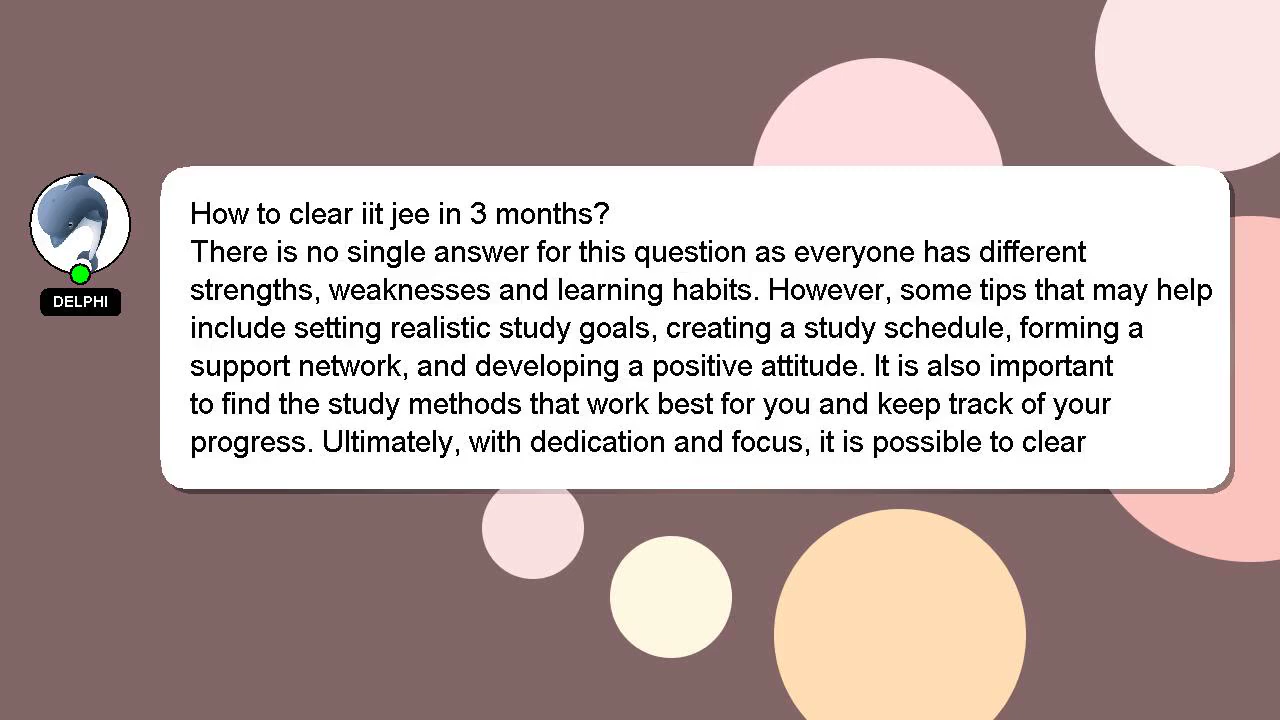 How to clear iit jee in 3 months?
There is no single answer for this question as everyone has different
strengths, weaknesses and learning habits. However, some tips that may help
include setting realistic study goals, creating a study schedule, forming a
support network, and developing a positive attitude. It is also important
to find the study methods that work best for you and keep track of your
progress. Ultimately, with dedication and focus, it is possible to clear
DELPHI